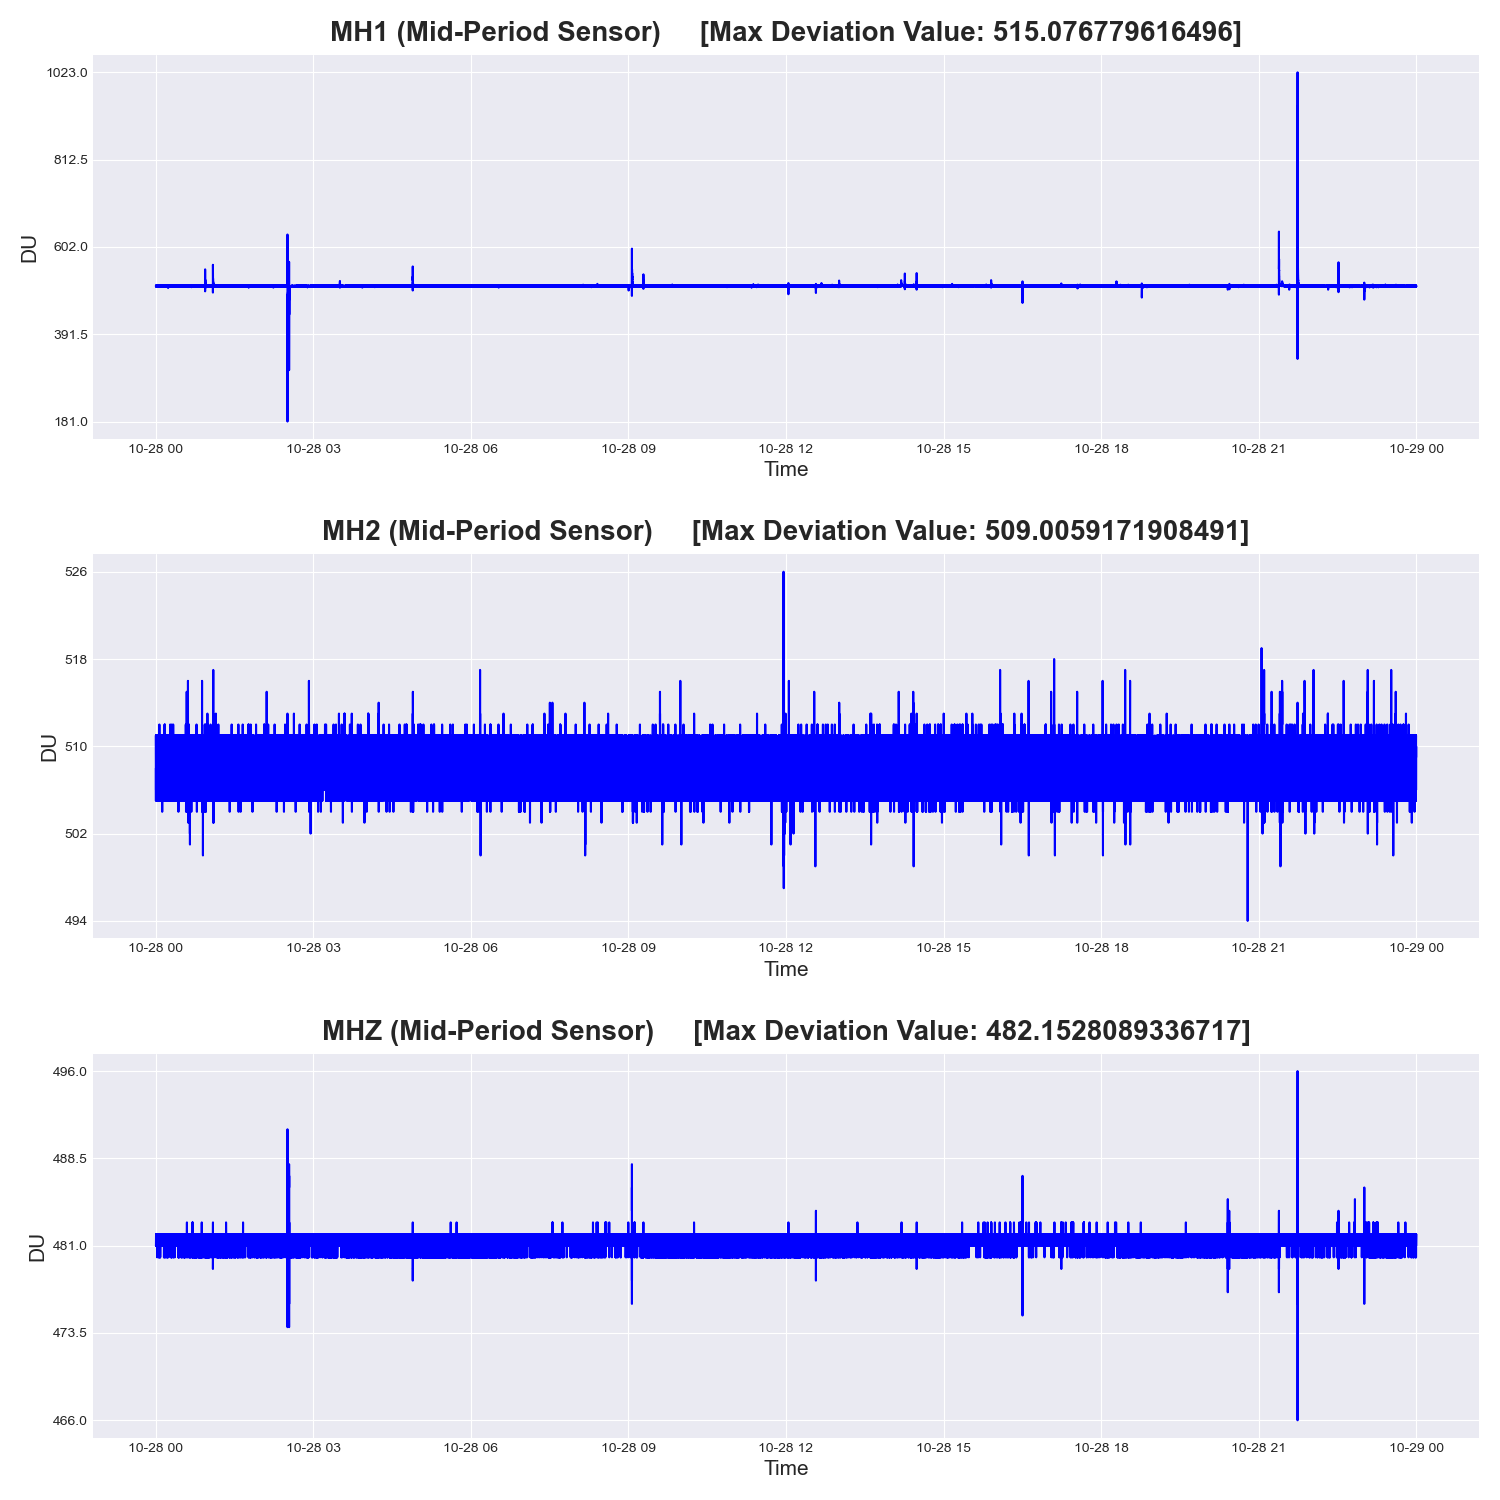 MH1 (Mid-Period Sensor) [Max Deviation Value: 515.076779616496]
1023.0
812.5
602.0
391.5
181.0
DU
10-28 00 10-28 03 10-28 06 10-28 09 10-28 12 10-28 15 10-28 18 10-28 21 10-29 00
Time
MH2 (Mid-Period Sensor) [Max Deviation Value: 509.0059171908491]
526
518
510
502
494
DU
10-28 00 10-28 03 10-28 06 10-28 09 10-28 12 10-28 15 10-28 18 10-28 21 10-29 00
Time
MHZ (Mid-Period Sensor) [Max Deviation Value: 482.1528089336717]
496.0
488.5
481.0
473.5
466.0
DU
10-28 00 10-28 03 10-28 06 10-28 09 10-28 12 10-28 15 10-28 18 10-28 21 10-29 00
Time